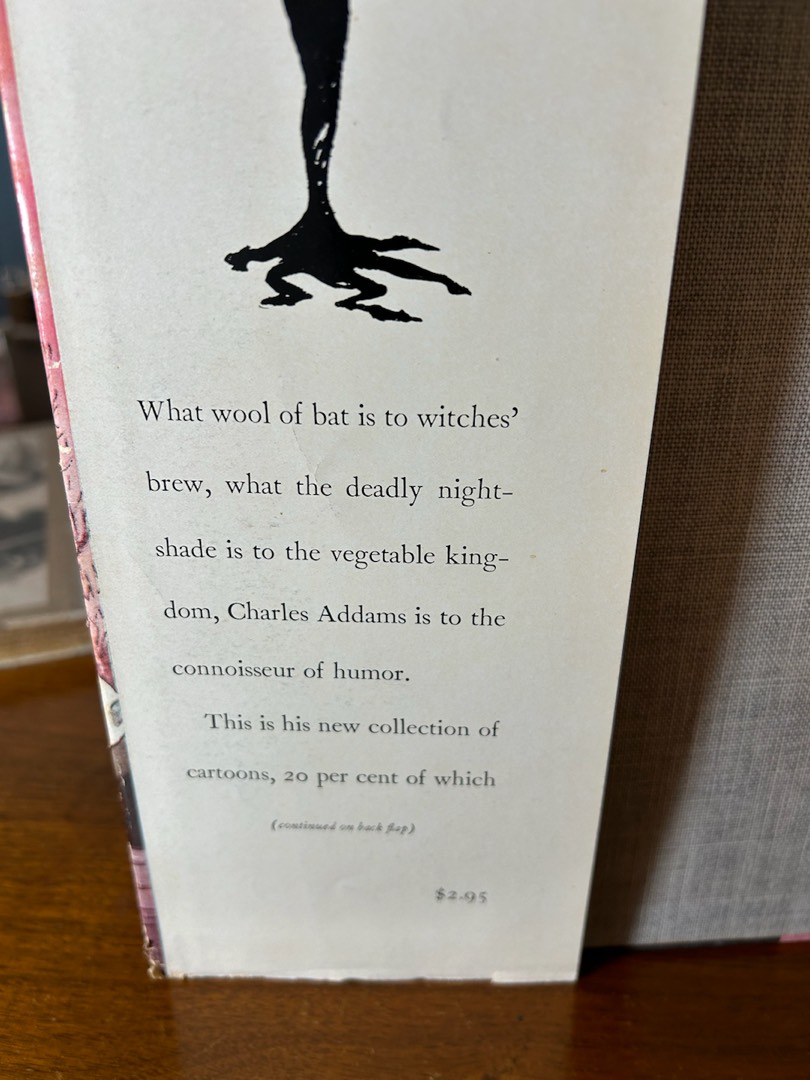 What wool of bat is to witches’
brew, what the deadly night-
shade is to the vegetable king-
dom, Charles Addams is to the
connoisseur of humor.
This is his new collection of
cartoons, 20 per cent of which
(continued on back flap)
$2.95